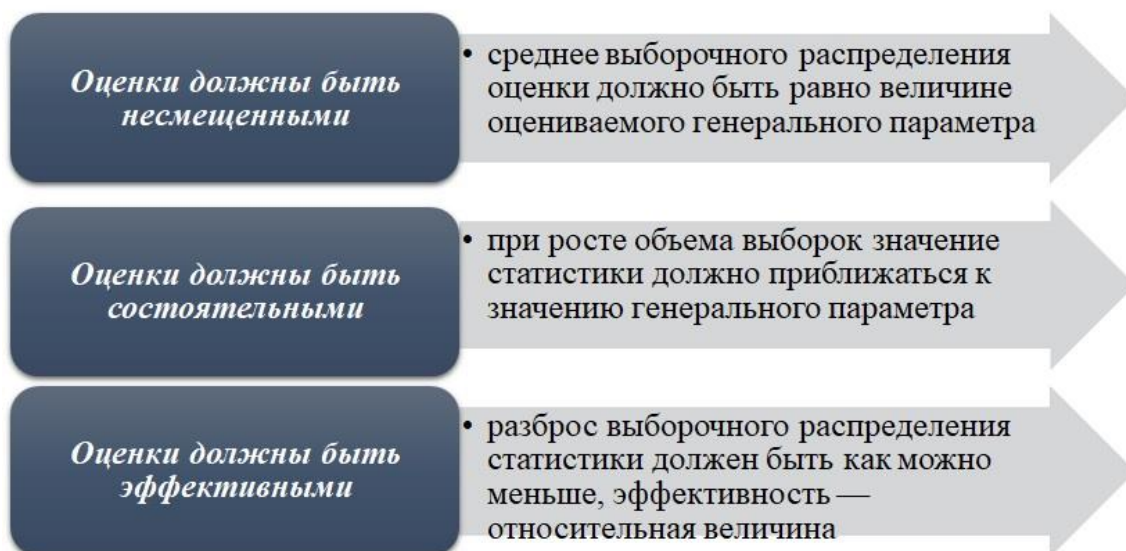 Оценки должны быть
несмещенными
• среднее выборочного распределения
оценки должно быть равно величине
оцениваемого генерального параметра
Оценки должны быть
состоятельными
• при росте объема выборок значение
статистики должно приближаться к
значению генерального параметра
Оценки должны быть
эффективными
• разброс выборочного распределения
статистики должен быть как можно
меньше, эффективность —
относительная величина